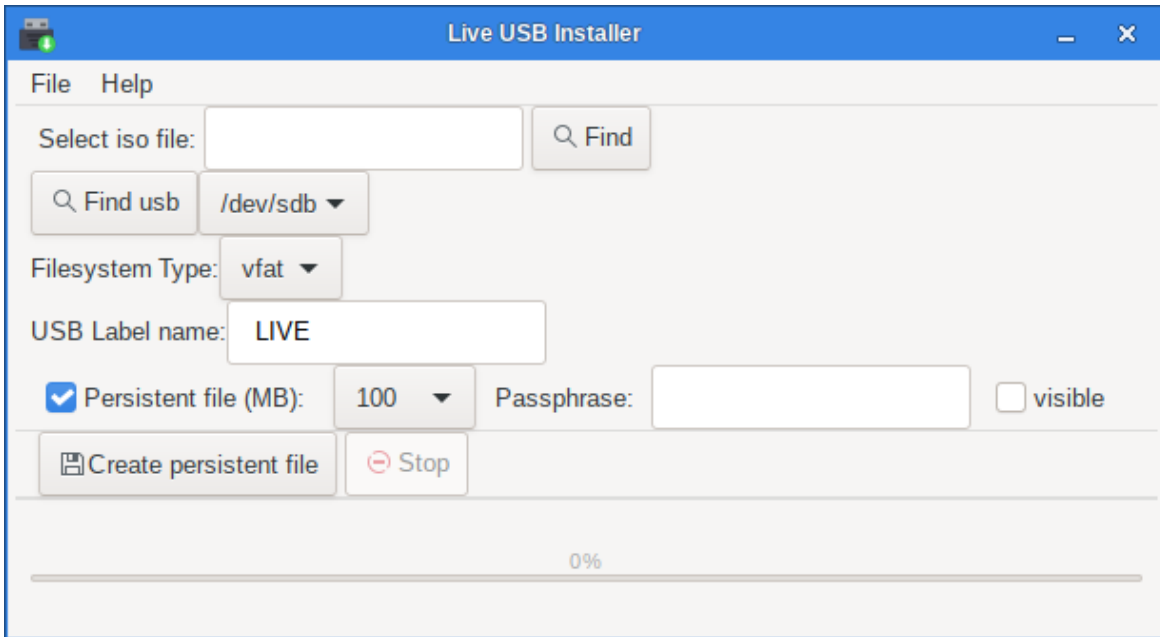 Live USB Installer
File Help
Select iso file: Find
Find usb /dev/sdb
Filesystem Type: vfat
USB Label name: LIVE
Persistent file (MB): 100 Passphrase: visible
Create persistent file Stop
0%